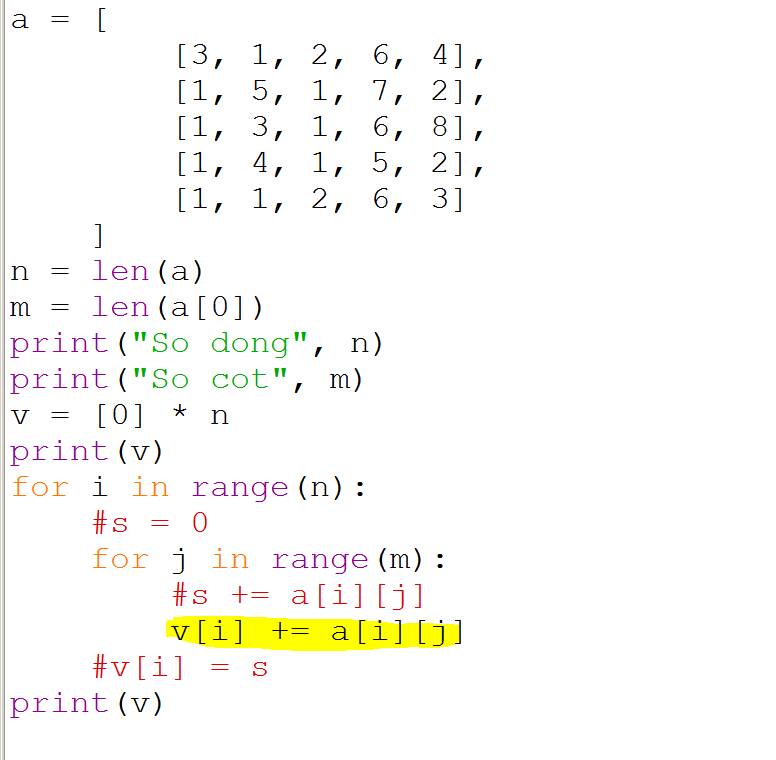 a = [
        [3, 1, 2, 6, 4],
        [1, 5, 1, 7, 2],
        [1, 3, 1, 6, 8],
        [1, 4, 1, 5, 2],
        [1, 1, 2, 6, 3]
    ]
n = len(a)
m = len(a[0])
print("So dong", n)
print("So cot", m)
v = [0] * n
print(v)
for i in range(n):
    #s = 0
    for j in range(m):
        #s += a[i][j]
        v[i] += a[i][j]
    #v[i] = s
print(v)